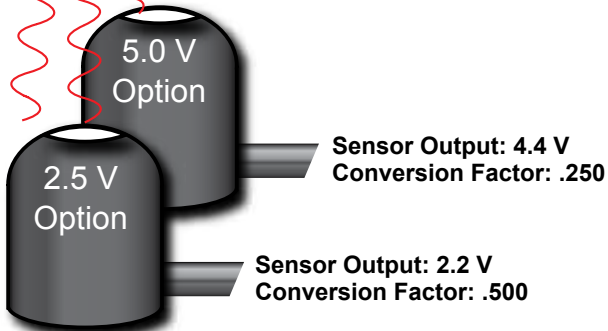 5.0 V
Option
Sensor Output: 4.4 V
Conversion Factor: .250
2.5 V
Option
Sensor Output: 2.2 V
Conversion Factor: .500